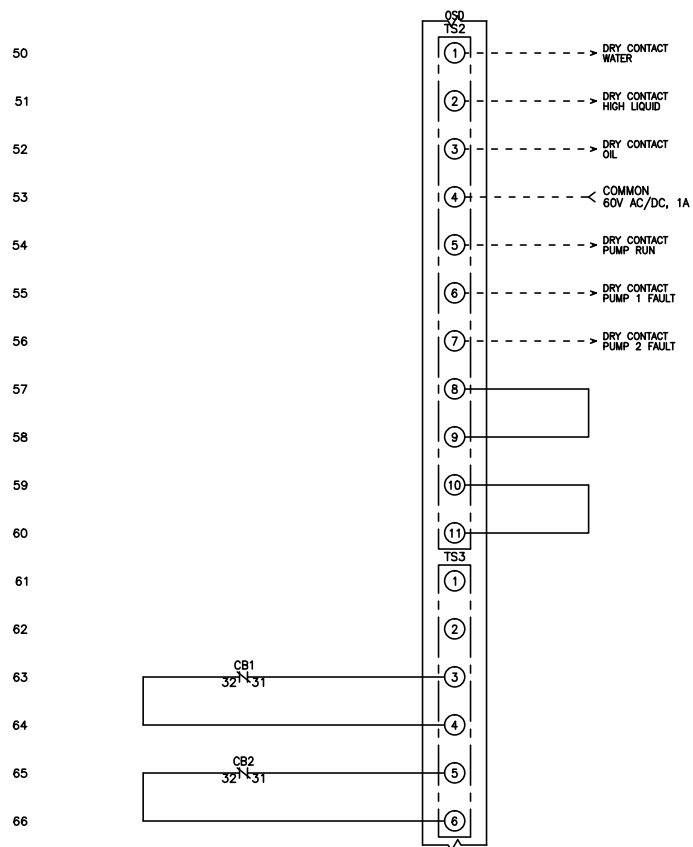 OSD
TS2
50
1
DRY CONTACT
WATER
51
2
DRY CONTACT
HIGH LIQUID
52
3
DRY CONTACT
OIL
53
4
COMMON
60V AC/DC, 1A
54
5
DRY CONTACT
PUMP RUN
55
6
DRY CONTACT
PUMP 1 FAULT
56
7
DRY CONTACT
PUMP 2 FAULT
57
8
58
9
59
10
60
11
TS3
61
1
62
2
CB1
63
32 31
3
64
4
CB2
65
32 31
5
66
6